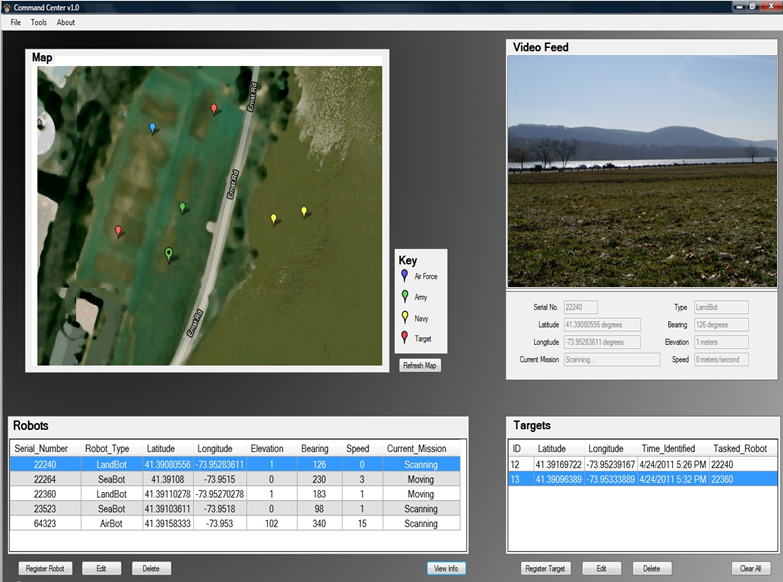 Command Center v1.0
File Tools About
Map
Ernst Rd
Ernst Rd
Ernst Rd
Key
Air Force
Army
Navy
Target
Refresh Map
Video Feed
Serial No. 22240 Type LandBot
Latitude 41.39080556 degrees Bearing 126 degrees
Longitude -73.95283611 degrees Elevation 1 meters
Current Mission Scanning... Speed 0 meters/second
Robots
Serial_Number Robot_Type Latitude Longitude Elevation Bearing Speed Current_Mission
22240 LandBot 41.39080556 -73.95283611 1 126 0 Scanning
22264 SeaBot 41.39108 -73.9515 0 230 3 Moving
22360 LandBot 41.39110278 -73.95270278 1 183 1 Moving
23523 SeaBot 41.39103611 -73.9518 0 98 1 Scanning
64323 AirBot 41.39158333 -73.953 102 340 15 Scanning
Register Robot Edit Delete View Info
Targets
ID Latitude Longitude Time_Identified Tasked_Robot
12 41.39169722 -73.95239167 4/24/2011 5:26 PM 22240
13 41.39096389 -73.95333889 4/24/2011 5:32 PM 22360
Register Target Edit Delete Clear All